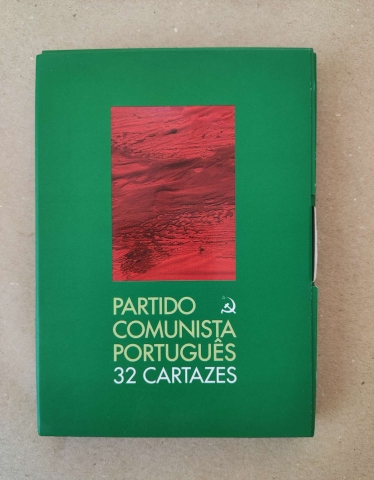 PARTIDO
COMUNISTA
PORTUGUÊS
32 CARTAZES